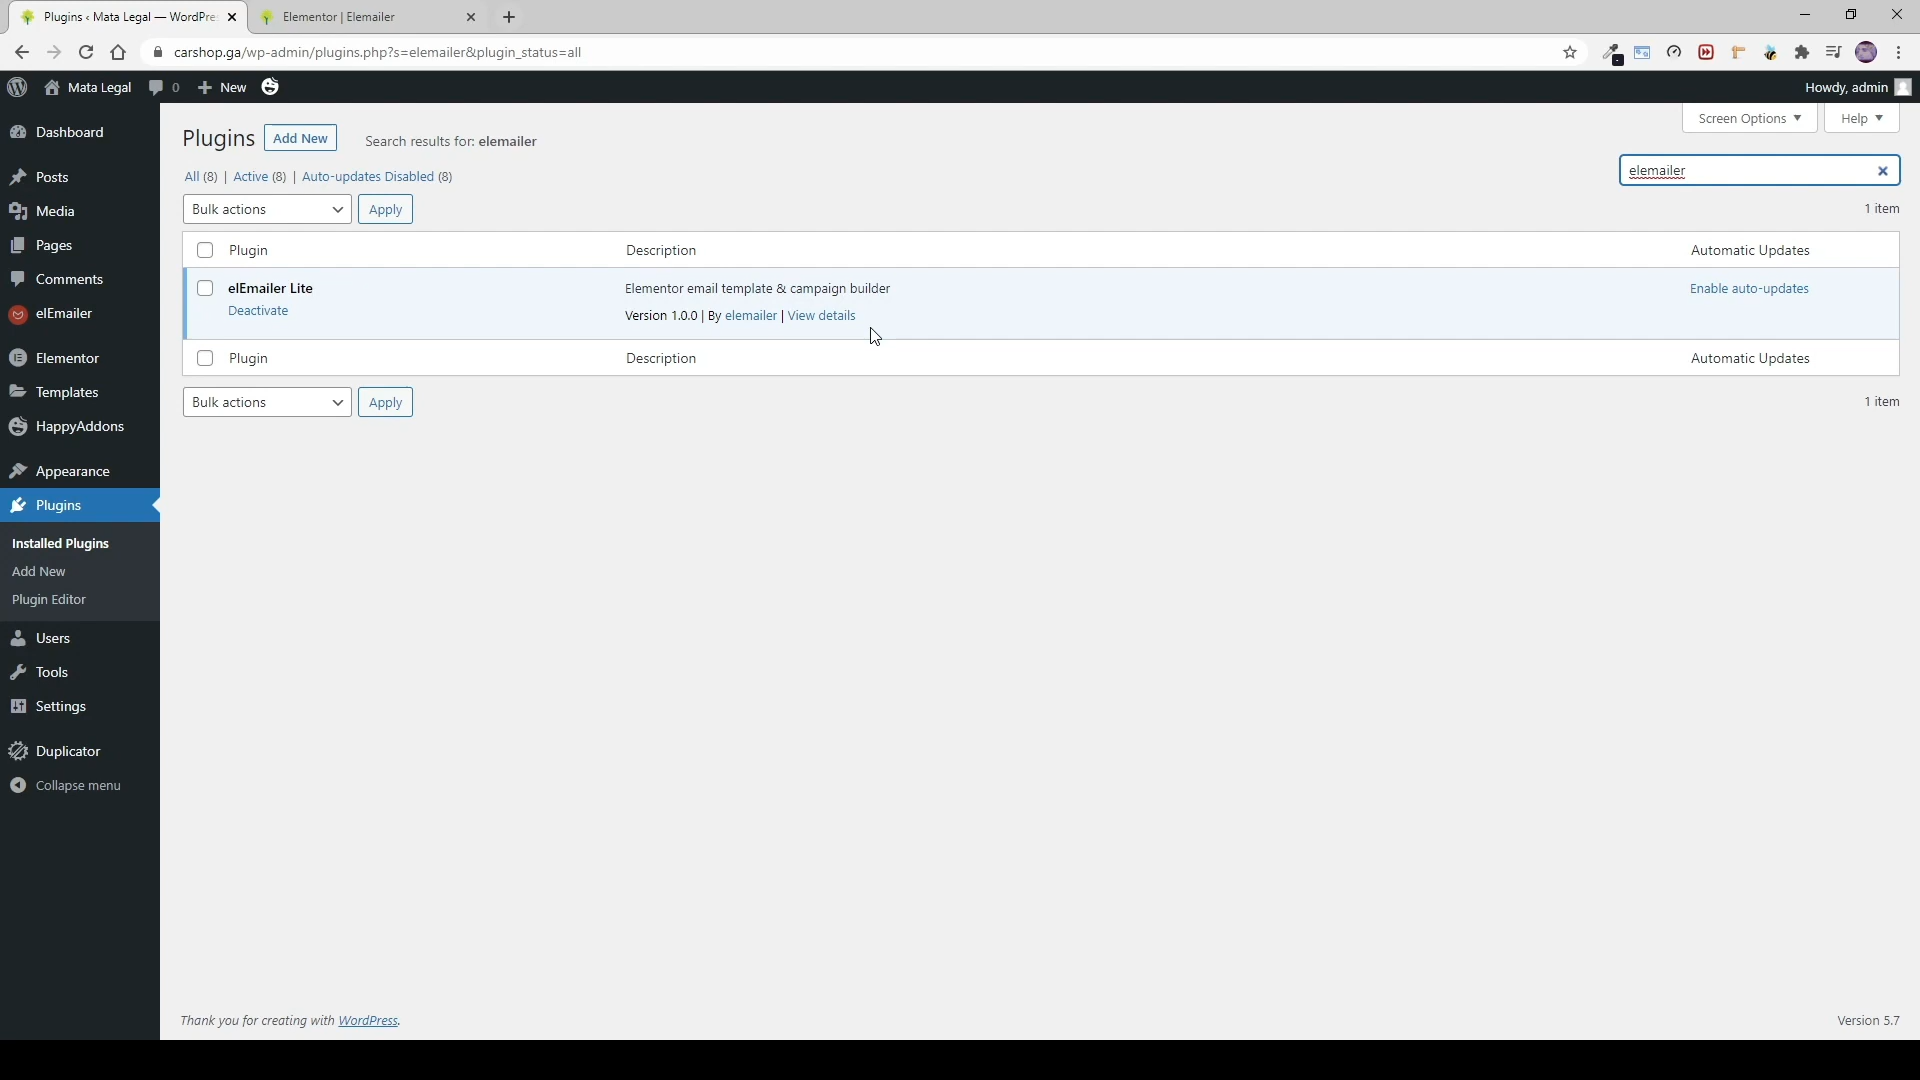 Plugins ‹ Mata Legal — WordPre
Elementor | Elemailer
carshop.ga/wp-admin/plugins.php?s=elemailer&plugin_status=all
Mata Legal
0
New
Howdy, admin
Screen Options
Help
Dashboard
Posts
Media
Pages
Comments
elEmailer
Elementor
Templates
HappyAddons
Appearance
Plugins
Installed Plugins
Add New
Plugin Editor
Users
Tools
Settings
Duplicator
Collapse menu
Plugins
Add New
Search results for: elemailer
All (8) | Active (8) | Auto-updates Disabled (8)
elemailer
Bulk actions
Apply
1 item
Plugin
Description
Automatic Updates
elEmailer Lite
Elementor email template & campaign builder
Enable auto-updates
Deactivate
Version 1.0.0 | By elemailer | View details
Plugin
Description
Automatic Updates
Bulk actions
Apply
1 item
Thank you for creating with WordPress.
Version 5.7